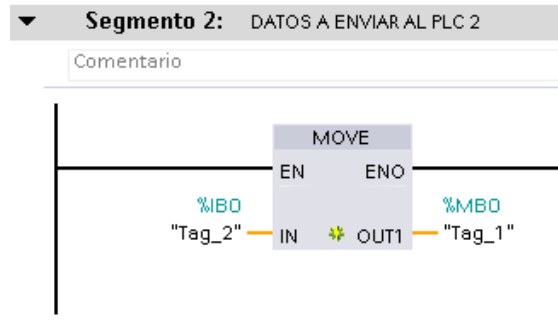 Segmento 2: DATOS A ENVIAR AL PLC 2
Comentario
MOVE
EN ENO
%IB0 %MB0
"Tag_2" IN OUT1 "Tag_1"